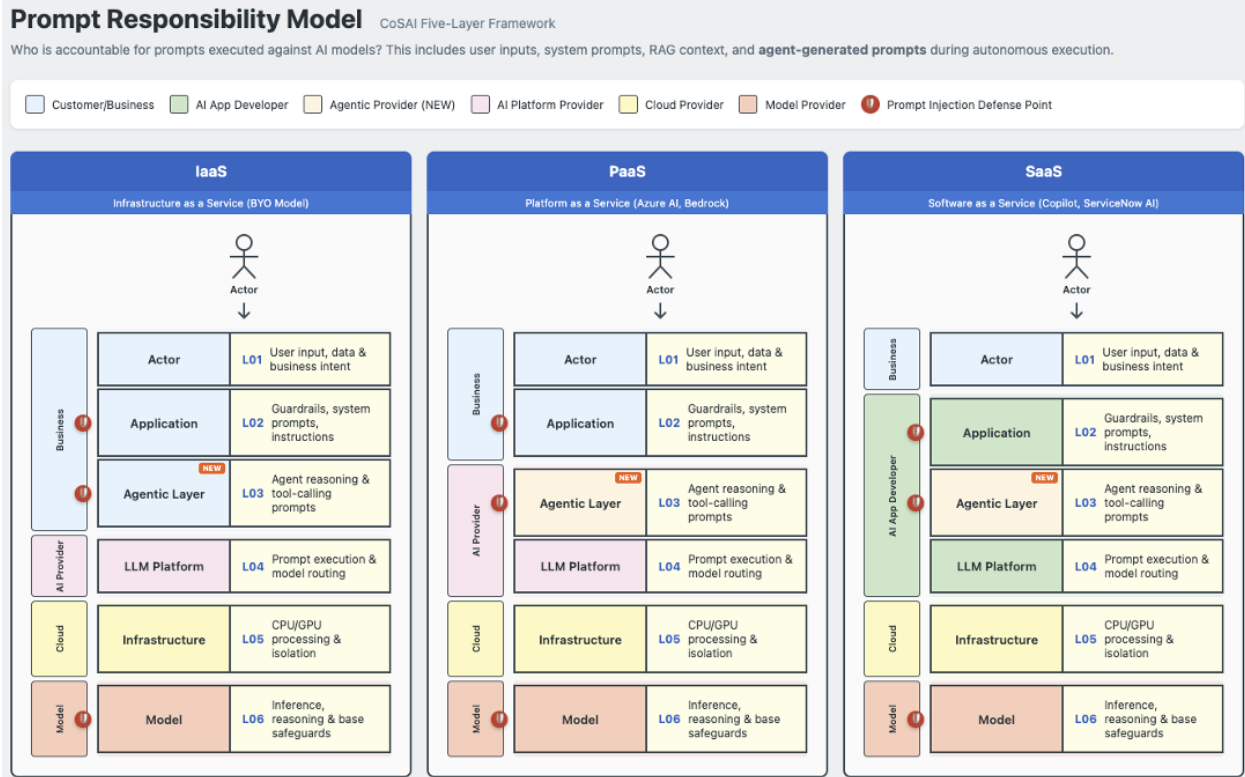 Prompt Responsibility Model CoSAI Five-Layer Framework
Who is accountable for prompts executed against AI models? This includes user inputs, system prompts, RAG context, and agent-generated prompts during autonomous execution.
Customer/Business AI App Developer Agentic Provider (NEW) AI Platform Provider Cloud Provider Model Provider Prompt Injection Defense Point
IaaS
Infrastructure as a Service (BYO Model)
Actor
Business
Actor
L01 User input, data &
business intent
Application
L02 Guardrails, system
prompts,
instructions
NEW
Agentic Layer
L03 Agent reasoning &
tool-calling
prompts
AI Provider
LLM Platform
L04 Prompt execution &
model routing
Cloud
Infrastructure
L05 CPU/GPU
processing &
isolation
Model
Model
L06 Inference,
reasoning & base
safeguards
PaaS
Platform as a Service (Azure AI, Bedrock)
Actor
Business
Actor
L01 User input, data &
business intent
Application
L02 Guardrails, system
prompts,
instructions
AI Provider
NEW
Agentic Layer
L03 Agent reasoning &
tool-calling
prompts
LLM Platform
L04 Prompt execution &
model routing
Cloud
Infrastructure
L05 CPU/GPU
processing &
isolation
Model
Model
L06 Inference,
reasoning & base
safeguards
SaaS
Software as a Service (Copilot, ServiceNow AI)
Actor
Business
Actor
L01 User input, data &
business intent
AI App Developer
Application
L02 Guardrails, system
prompts,
instructions
NEW
Agentic Layer
L03 Agent reasoning &
tool-calling
prompts
LLM Platform
L04 Prompt execution &
model routing
Cloud
Infrastructure
L05 CPU/GPU
processing &
isolation
Model
Model
L06 Inference,
reasoning & base
safeguards